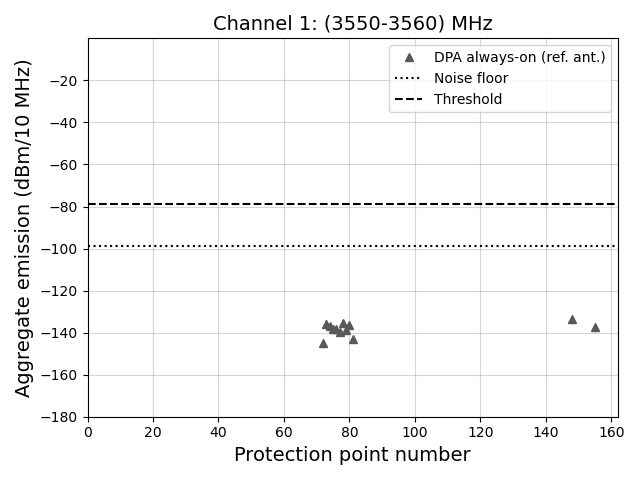 Channel 1: (3550-3560) MHz
DPA always-on (ref. ant.)
Noise floor
Threshold
Aggregate emission (dBm/10 MHz)
−20
−40
−60
−80
−100
−120
−140
−160
−180
0 20 40 60 80 100 120 140 160
Protection point number